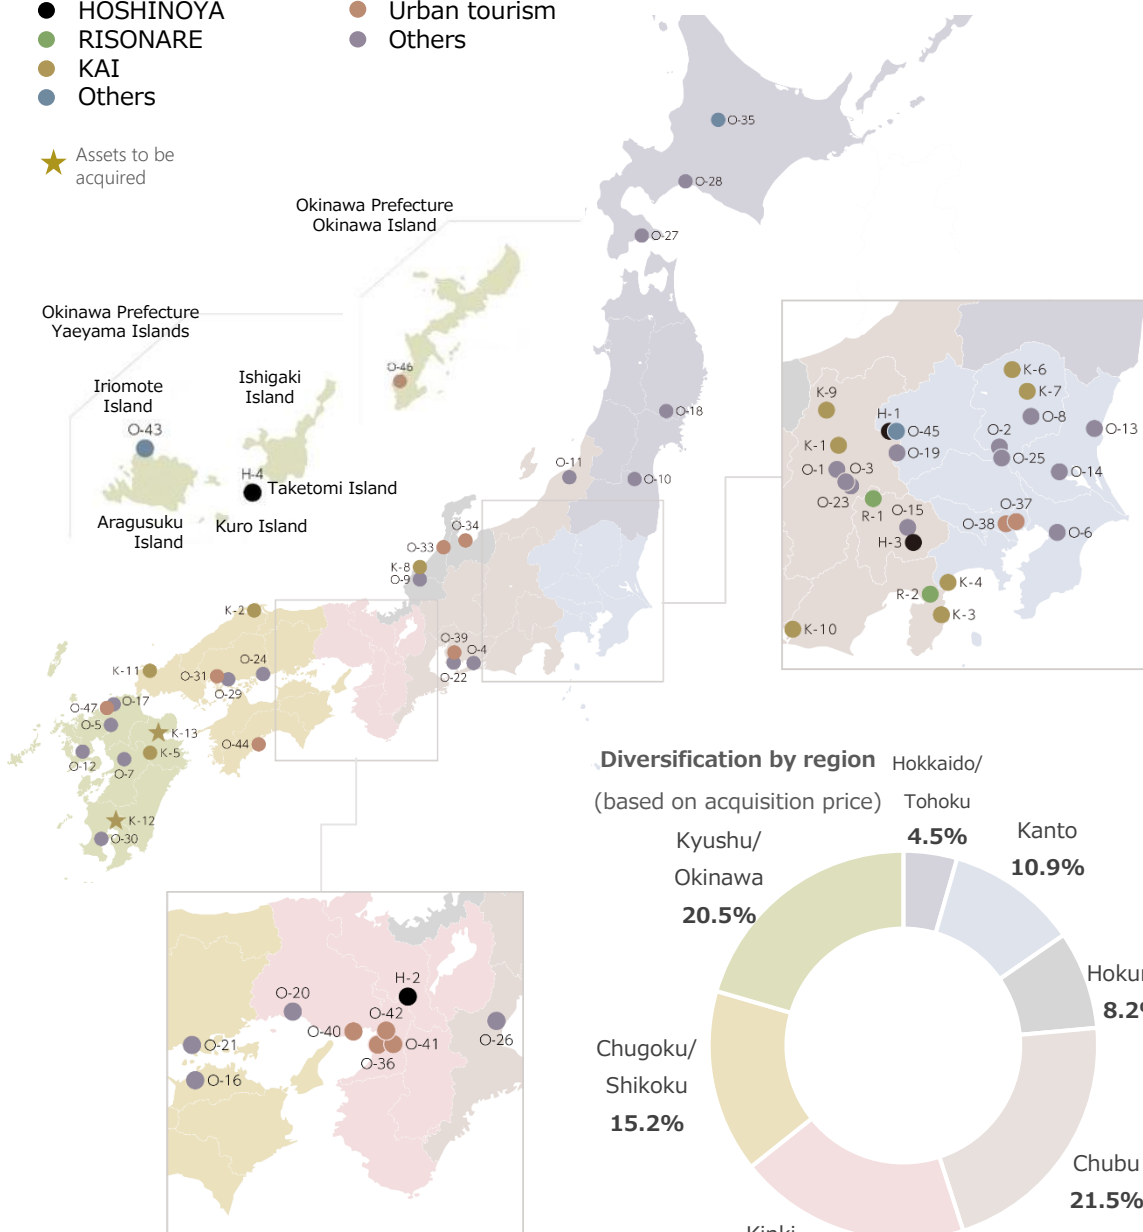 HOSHINOYA
RISONARE
KAI
Others
Urban tourism
Others
Assets to be
acquired
Okinawa Prefecture
Okinawa Island
Okinawa Prefecture
Yaeyama Islands
Iriomote
Island
Ishigaki
Island
O-43
H-4
Taketomi Island
Aragusuku
Island
Kuro Island
O-46
O-35
O-28
O-27
O-18
O-11
O-10
O-34
O-33
K-8
O-9
K-2
O-39
O-4
O-22
K-11
O-31
O-24
O-29
O-17
O-47
O-5
K-13
O-44
O-12
O-7
K-5
K-12
O-30
K-6
K-9
K-7
H-1
O-8
O-45
O-2
O-13
K-1
O-19
O-25
O-1
O-3
O-14
O-23
R-1
O-15
O-37
O-38
O-6
H-3
K-4
R-2
K-3
K-10
H-2
O-20
O-42
O-40
O-41
O-26
O-21
O-36
O-16
Diversification by region
(based on acquisition price)
Hokkaido/
Tohoku
4.5%
Kanto
10.9%
8.2
Chubu
21.5%
Chugoku/
Shikoku
15.2%
Kyushu/
Okinawa
20.5%